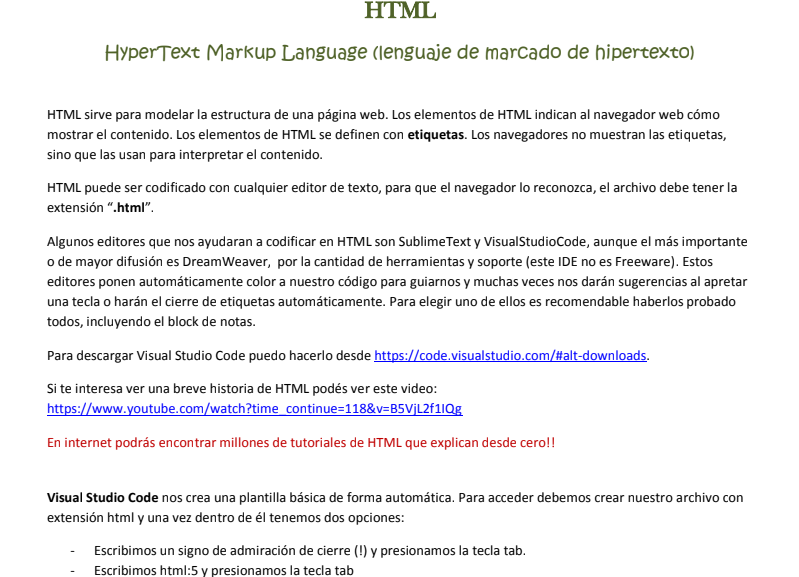 HTML
HyperText Markup Language (lenguaje de marcado de hipertexto)
HTML sirve para modelar la estructura de una página web. Los elementos de HTML indican al navegador web cómo
mostrar el contenido. Los elementos de HTML se definen con etiquetas. Los navegadores no muestran las etiquetas,
sino que las usan para interpretar el contenido.
HTML puede ser codificado con cualquier editor de texto, para que el navegador lo reconozca, el archivo debe tener la
extensión “.html”.
Algunos editores que nos ayudaran a codificar en HTML son SublimeText y VisualStudioCode, aunque el más importante
o de mayor difusión es DreamWeaver, por la cantidad de herramientas y soporte (este IDE no es Freeware). Estos
editores ponen automáticamente color a nuestro código para guiarnos y muchas veces nos darán sugerencias al apretar
una tecla o harán el cierre de etiquetas automáticamente. Para elegir uno de ellos es recomendable haberlos probado
todos, incluyendo el block de notas.
Para descargar Visual Studio Code puedo hacerlo desde https://code.visualstudio.com/#alt-downloads.
Si te interesa ver una breve historia de HTML podés ver este video:
https://www.youtube.com/watch?time_continue=118&v=B5VjL2f1IQg
En internet podrás encontrar millones de tutoriales de HTML que explican desde cero!!
Visual Studio Code nos crea una plantilla básica de forma automática. Para acceder debemos crear nuestro archivo con
extensión html y una vez dentro de él tenemos dos opciones:
- Escribimos un signo de admiración de cierre (!) y presionamos la tecla tab.
- Escribimos html:5 y presionamos la tecla tab